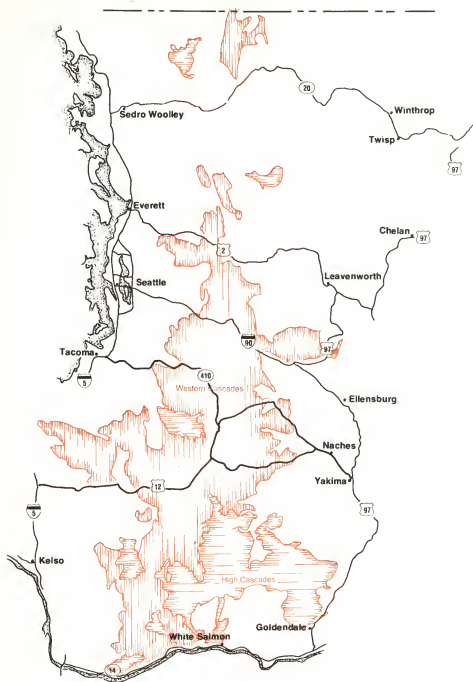 20
Winthrop
Sedro Woolley
Twisp
97
Everett
Chelan
97
2
Leavenworth
Seattle
90
97
Tacoma
5
410
Western Cascades
Ellensburg
Naches
Yakima
12
97
5
Kelso
High Cascades
Goldendale
White Salmon
14